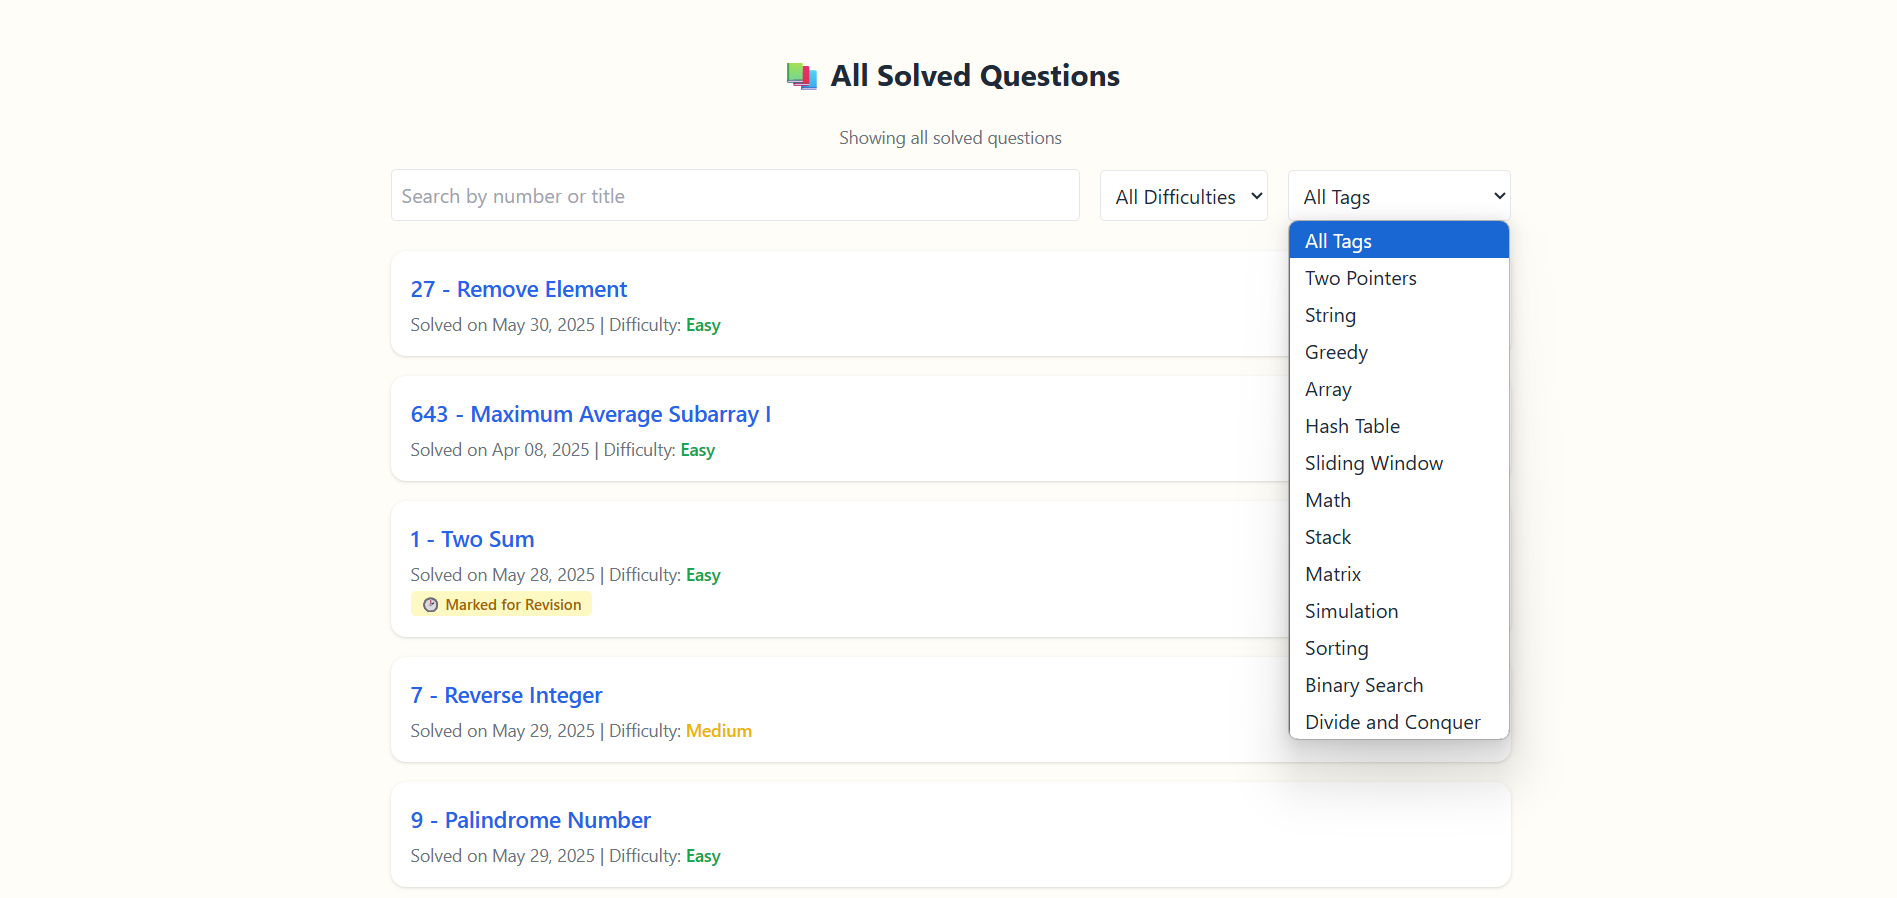 All Solved Questions
Showing all solved questions
Search by number or title
All Difficulties
All Tags
All Tags
Two Pointers
String
Greedy
Array
Hash Table
Sliding Window
Math
Stack
Matrix
Simulation
Sorting
Binary Search
Divide and Conquer
27 - Remove Element
Solved on May 30, 2025 | Difficulty: Easy
643 - Maximum Average Subarray I
Solved on Apr 08, 2025 | Difficulty: Easy
1 - Two Sum
Solved on May 28, 2025 | Difficulty: Easy
Marked for Revision
7 - Reverse Integer
Solved on May 29, 2025 | Difficulty: Medium
9 - Palindrome Number
Solved on May 29, 2025 | Difficulty: Easy